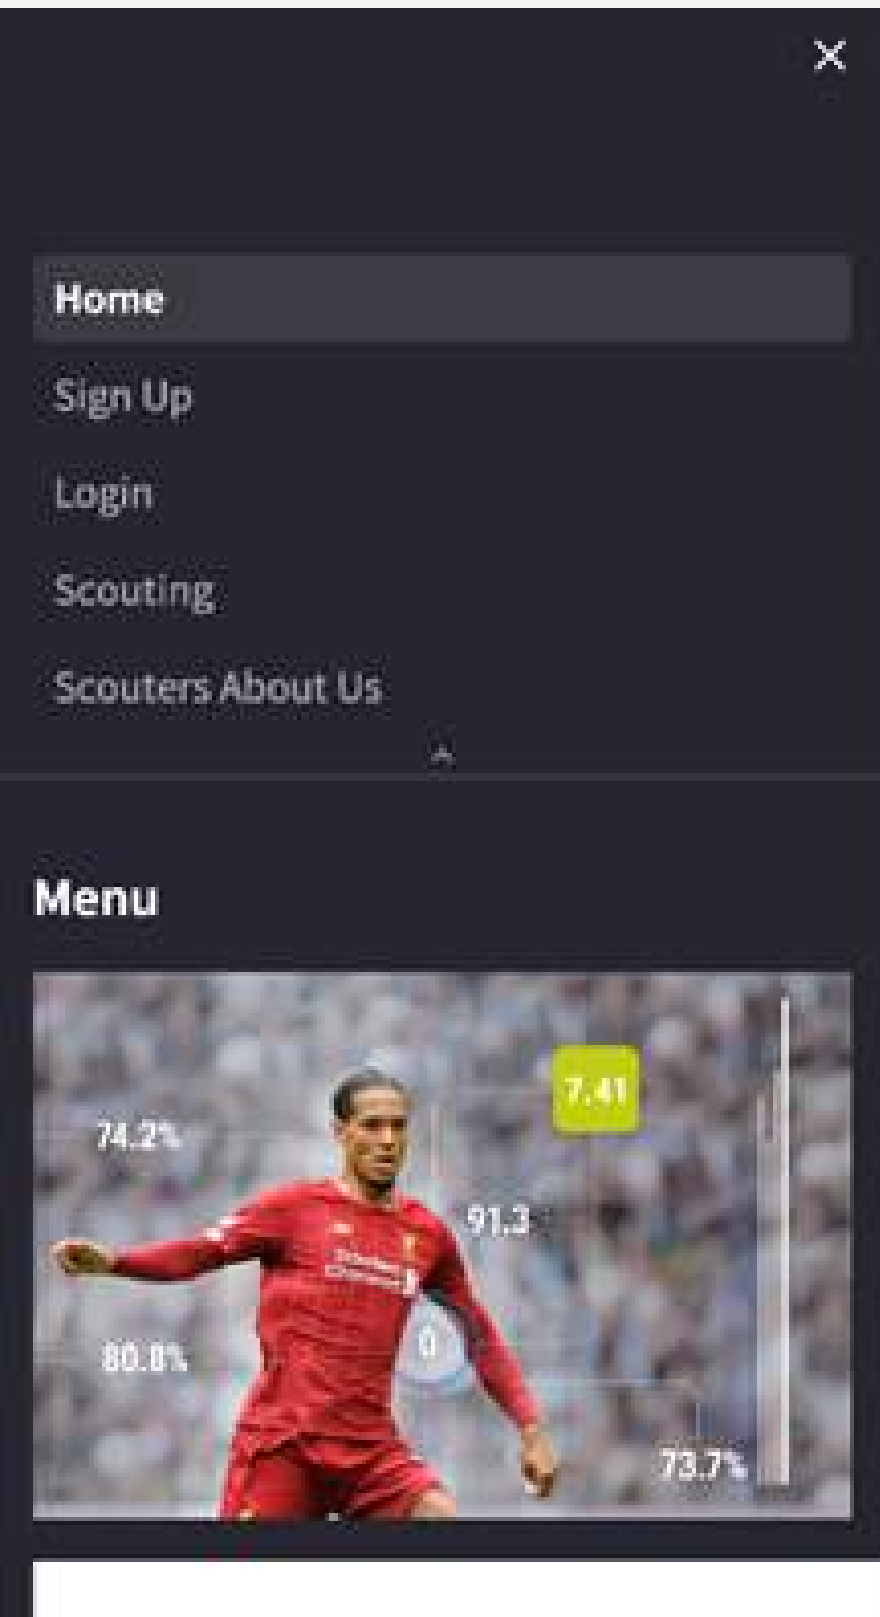 Home
Sign Up
Login
Scouting
Scouters About Us
Menu
7.41
74.2%
91.3
0
80.8%
73.7%